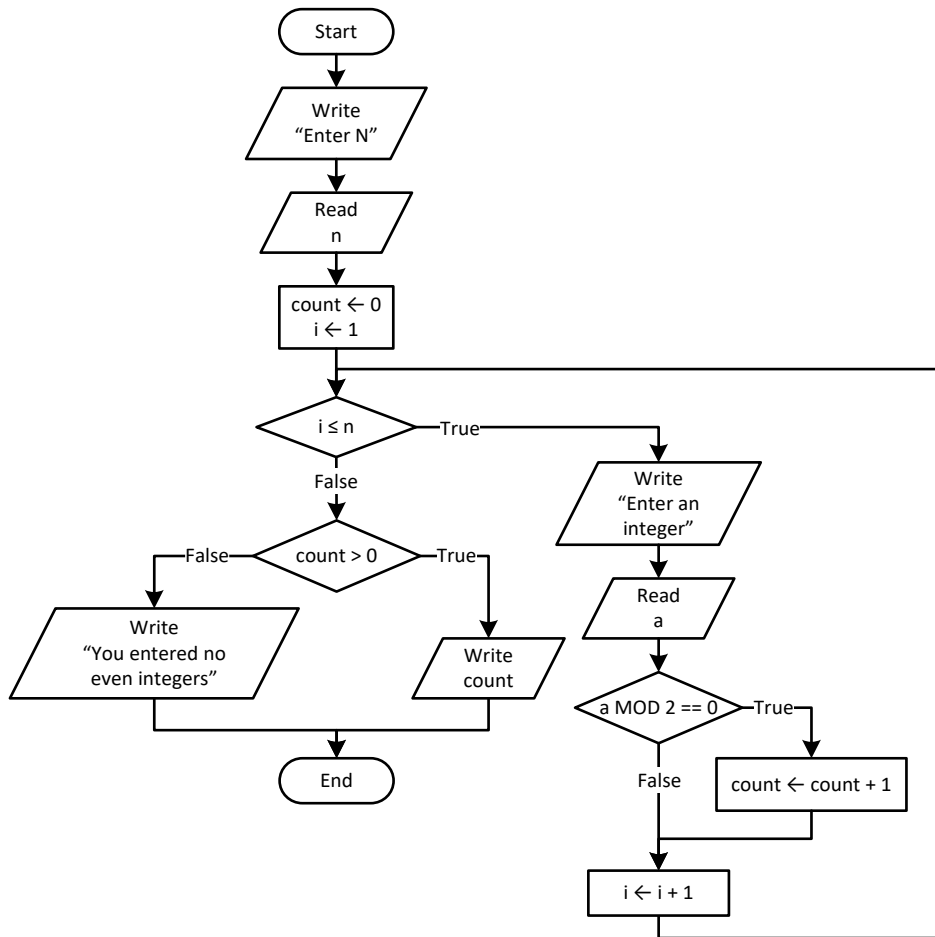 Start
Write
“Enter N”
Read
n
count ← 0
i ← 1
i ≤ n
True
False
Write
“Enter an
integer”
count > 0
False
True
Read
a
Write
“You entered no
even integers”
Write
count
a MOD 2 == 0
True
End
False
count ← count + 1
i ← i + 1